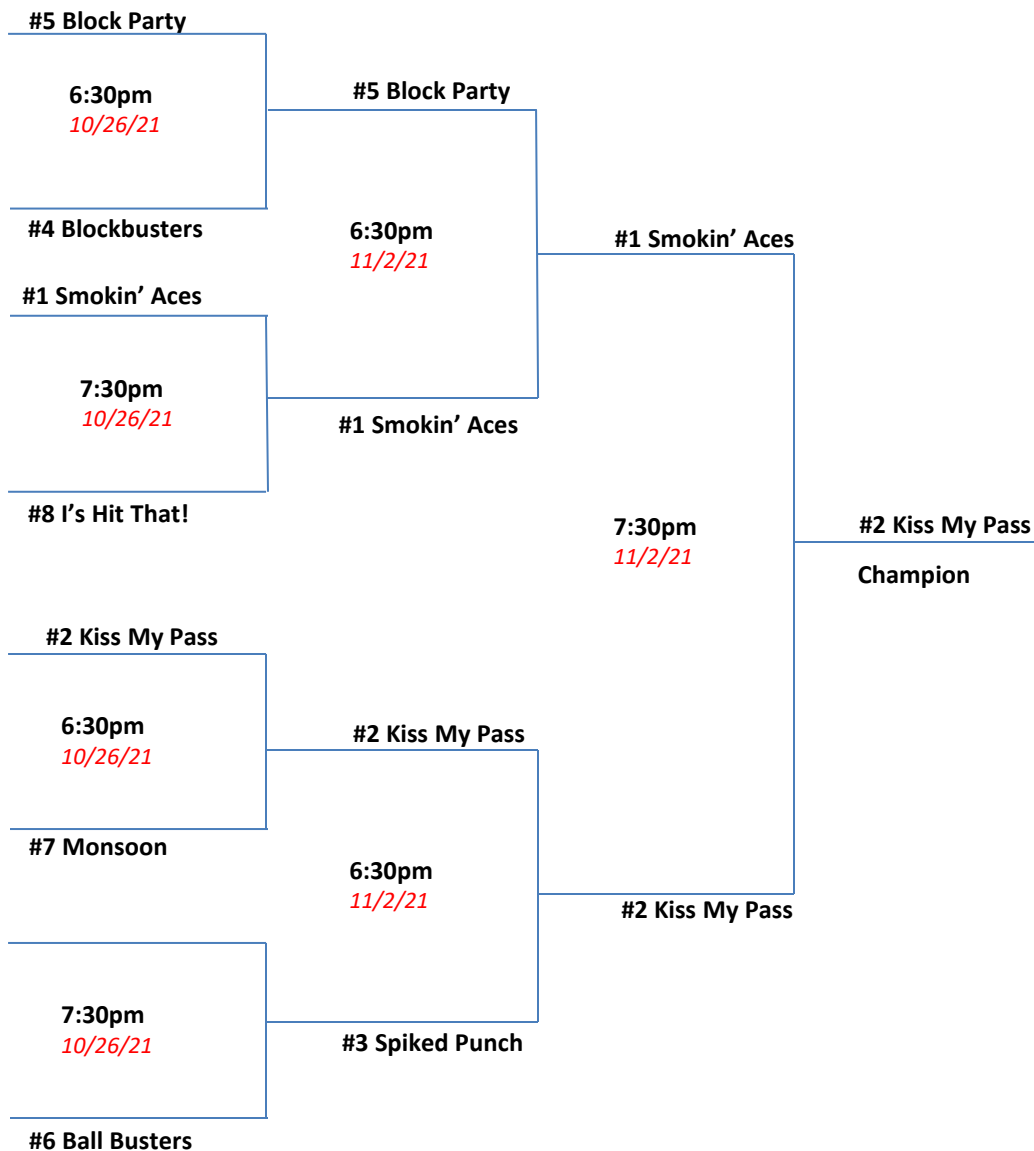 #5 Block Party
6:30pm
10/26/21
#5 Block Party
#4 Blockbusters
6:30pm
11/2/21
#1 Smokin’ Aces
#1 Smokin’ Aces
7:30pm
10/26/21
#1 Smokin’ Aces
#8 I’s Hit That!
7:30pm
11/2/21
#2 Kiss My Pass
Champion
#2 Kiss My Pass
6:30pm
10/26/21
#2 Kiss My Pass
#7 Monsoon
6:30pm
11/2/21
#2 Kiss My Pass
7:30pm
10/26/21
#3 Spiked Punch
#6 Ball Busters